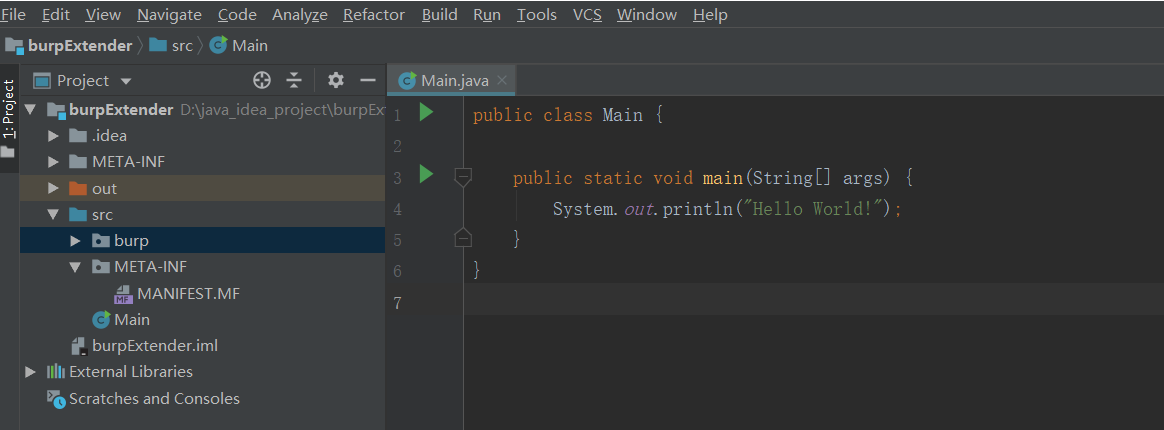 File Edit View Navigate Code Analyze Refactor Build Run Tools VCS Window Help
burpExtender src Main
1: Project
Project
Main.java
burpExtender D:\java_idea_project\burpEx
.idea
META-INF
out
src
burp
META-INF
MF MANIFEST.MF
C Main
burpExtender.iml
External Libraries
Scratches and Consoles
1 public class Main {
2
3 public static void main(String[] args) {
4 System.out.println("Hello World!");
5 }
6 }
7